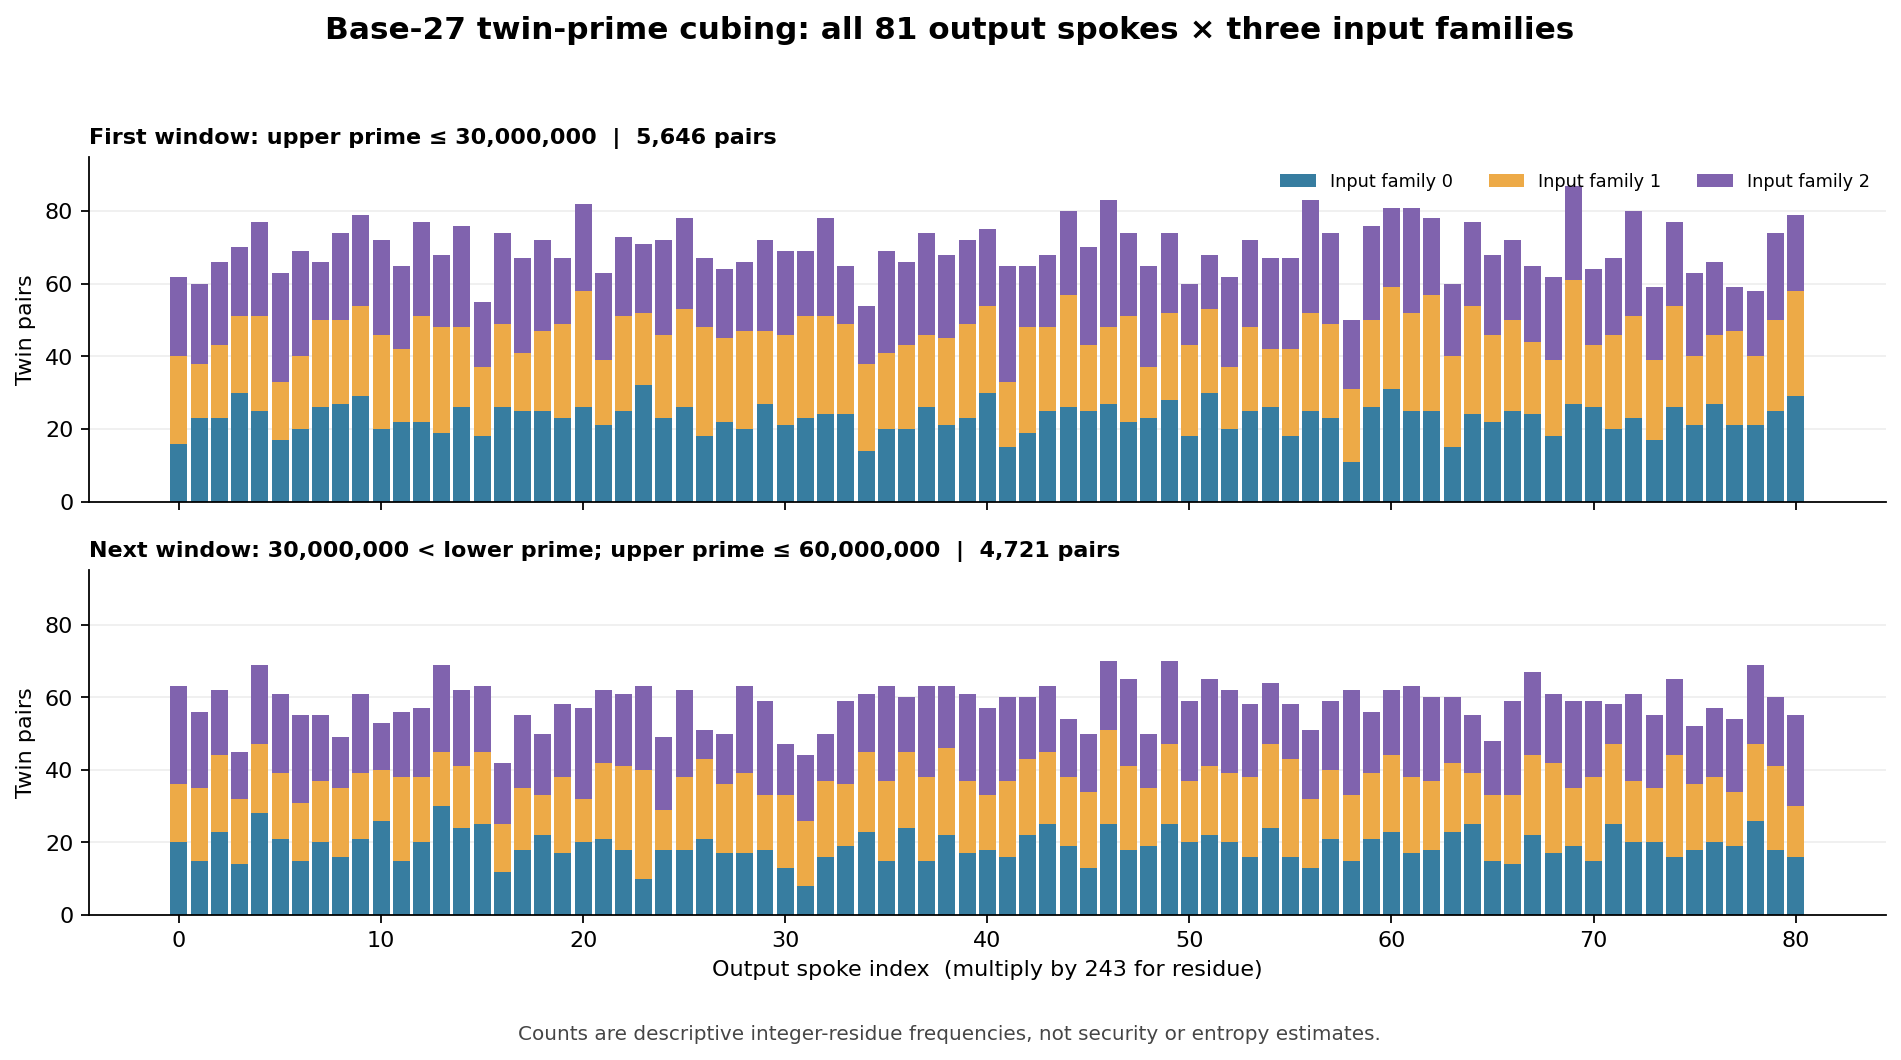 Base-27 twin-prime cubing: all 81 output spokes × three input families
First window: upper prime ≤ 30,000,000  |  5,646 pairs
Input family 0
Input family 1
Input family 2
Twin pairs
80
60
40
20
0
Next window: 30,000,000 < lower prime; upper prime ≤ 60,000,000  |  4,721 pairs
Twin pairs
80
60
40
20
0
0 10 20 30 40 50 60 70 80
Output spoke index  (multiply by 243 for residue)
Counts are descriptive integer-residue frequencies, not security or entropy estimates.